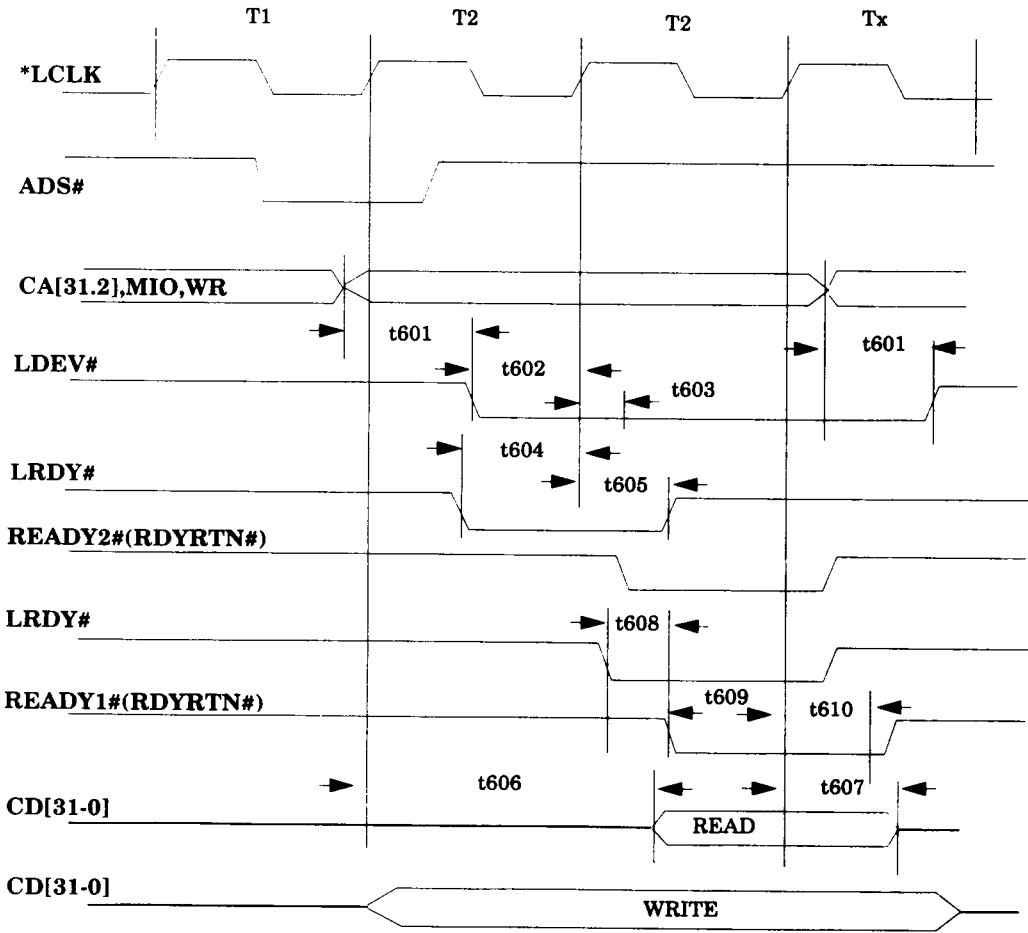 T1 T2 T2 Tx
*LCLK
ADS#
CA[31.2],MIO,WR
t601 t601
LDEV#
t602
t603
t604
LRDY#
t605
READY2#(RDYRTN#)
LRDY#
t608
READY1#(RDYRTN#)
t609
t610
t606 t607
CD[31-0]
READ
CD[31-0]
WRITE